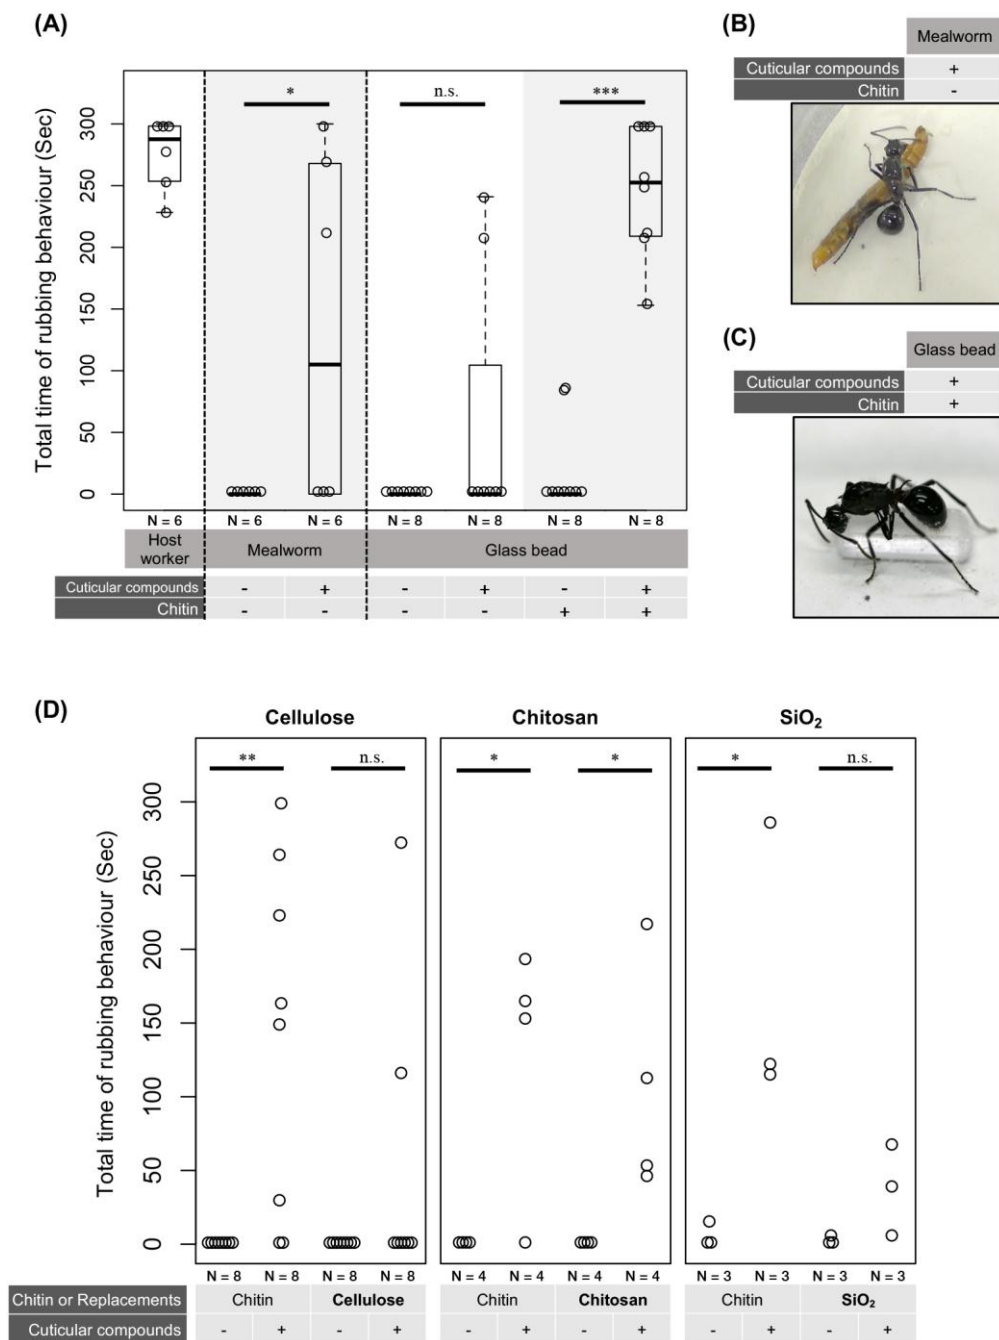 (A)
Total time of rubbing behaviour (Sec)
300
250
200
150
100
50
0
* n.s. ***
N = 6 N = 6 N = 6 N = 8 N = 8 N = 8 N = 8
Host
worker
Mealworm
Glass bead
Cuticular compounds - + - + - +
Chitin - - - - + +
(B)
Mealworm
Cuticular compounds +
Chitin -
(C)
Glass bead
Cuticular compounds +
Chitin +
(D)
Cellulose Chitosan SiO₂
Total time of rubbing behaviour (Sec)
300
250
200
150
100
50
0
** n.s. * * * n.s.
N = 8 N = 8 N = 8 N = 8 N = 4 N = 4 N = 4 N = 4 N = 3 N = 3 N = 3 N = 3
Chitin or Replacements Chitin Cellulose Chitin Chitosan Chitin SiO₂
Cuticular compounds - + - + - + - + - + - +